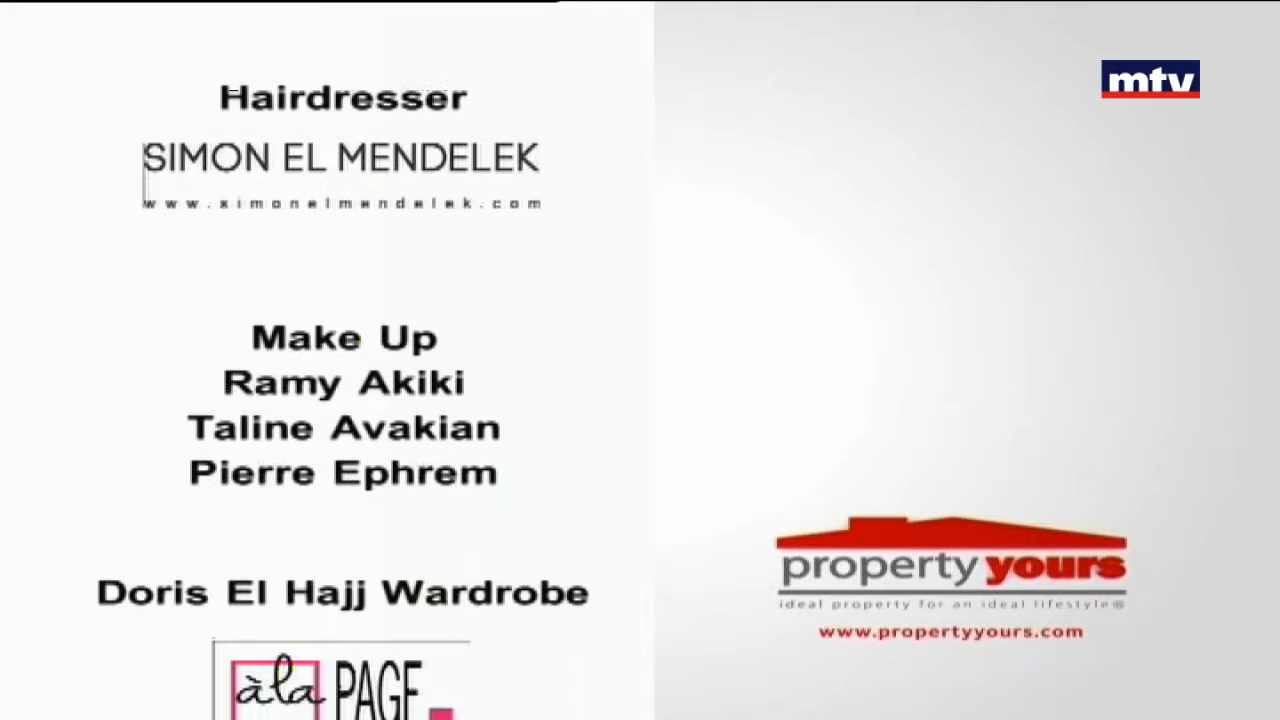 Hairdresser
SIMON EL MENDELEK
www.simonelmendelek.com
Make Up
Ramy Akiki
Taline Avakian
Pierre Ephrem
Doris El Hajj Wardrobe
àla PAGE
mtv
property yours
ideal property for an ideal lifestyle®
www.propertyyours.com